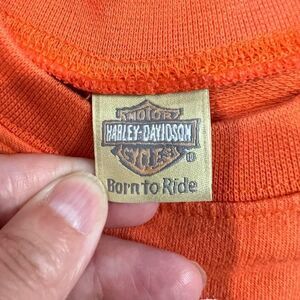 MOTOR
HARLEY-DAVIDSON
CYCLES
Born to Ride